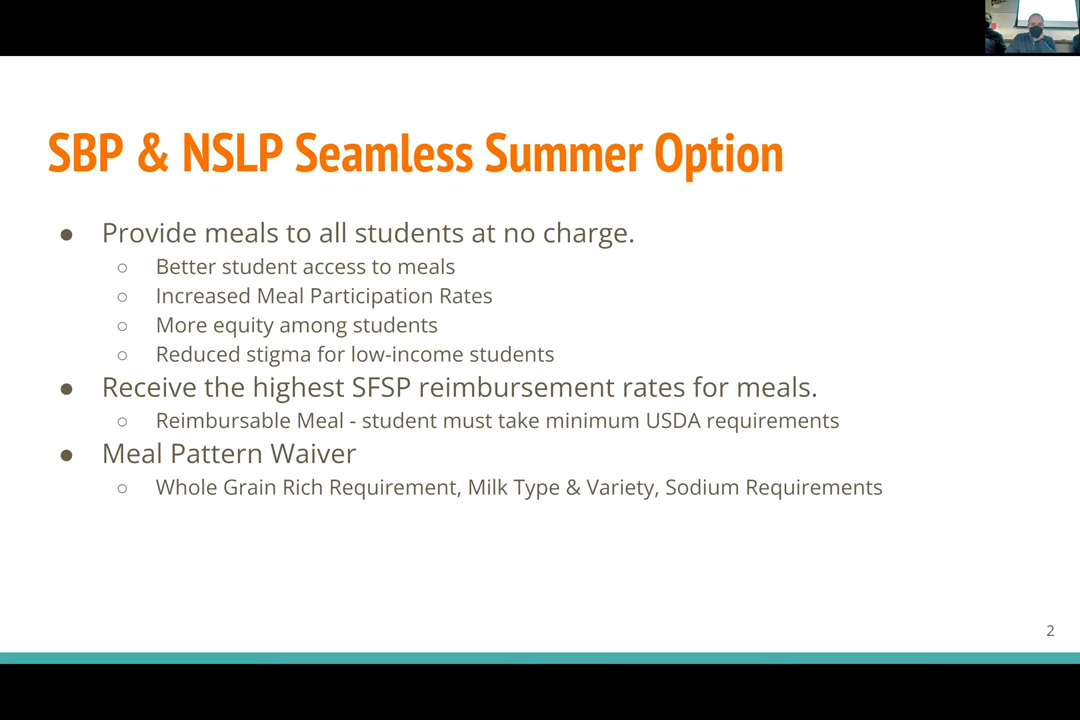 SBP & NSLP Seamless Summer Option
● Provide meals to all students at no charge.
○ Better student access to meals
○ Increased Meal Participation Rates
○ More equity among students
○ Reduced stigma for low-income students
● Receive the highest SFSP reimbursement rates for meals.
○ Reimbursable Meal - student must take minimum USDA requirements
● Meal Pattern Waiver
○ Whole Grain Rich Requirement, Milk Type & Variety, Sodium Requirements
2